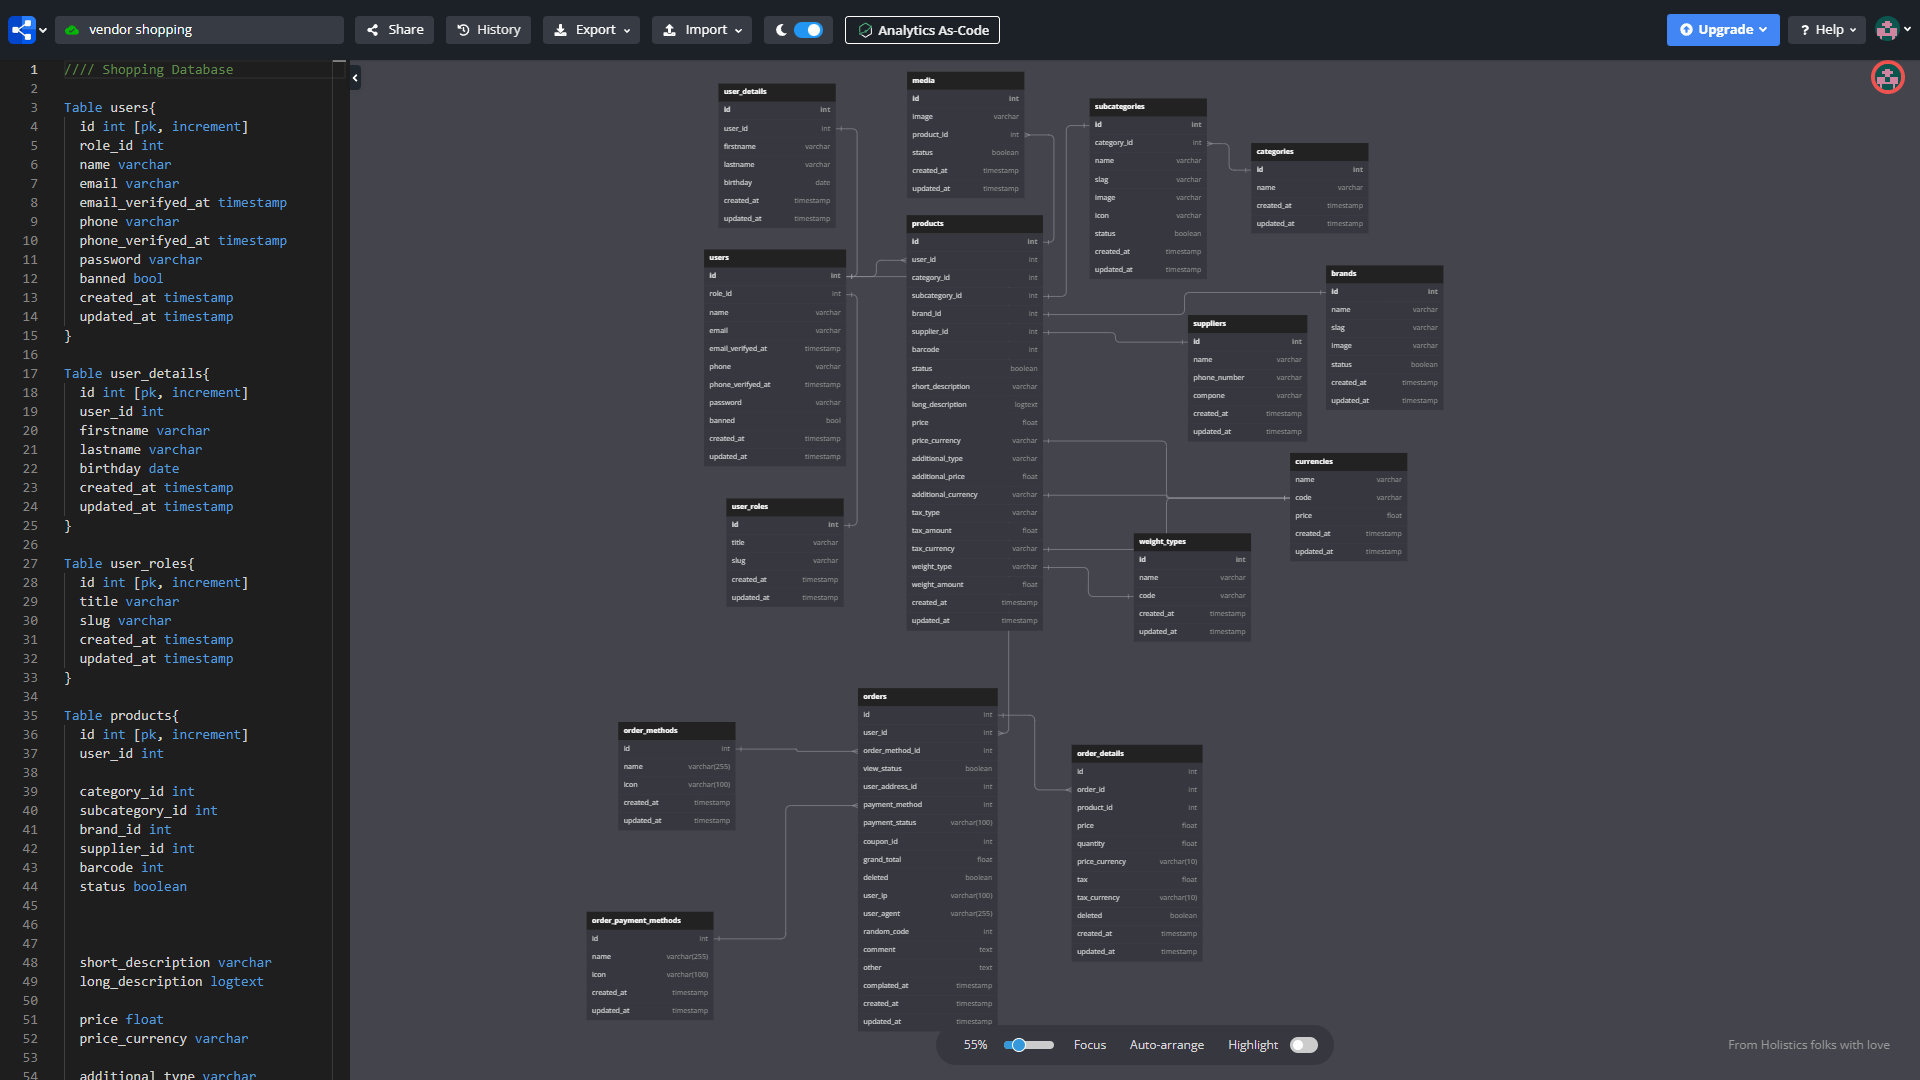 vendor shopping
Share
History
Export
Import
Analytics As-Code
Upgrade
? Help
1 //// Shopping Database
2
3 Table users{
4 id int [pk, increment]
5 role_id int
6 name varchar
7 email varchar
8 email_verifyed_at timestamp
9 phone varchar
10 phone_verifyed_at timestamp
11 password varchar
12 banned bool
13 created_at timestamp
14 updated_at timestamp
15 }
16
17 Table user_details{
18 id int [pk, increment]
19 user_id int
20 firstname varchar
21 lastname varchar
22 birthday date
23 created_at timestamp
24 updated_at timestamp
25 }
26
27 Table user_roles{
28 id int [pk, increment]
29 title varchar
30 slug varchar
31 created_at timestamp
32 updated_at timestamp
33 }
34
35 Table products{
36 id int [pk, increment]
37 user_id int
38
39 category_id int
40 subcategory_id int
41 brand_id int
42 supplier_id int
43 barcode int
44 status boolean
45
46
47
48 short_description varchar
49 long_description logtext
50
51 price float
52 price_currency varchar
53
54 additional_type varchar
user_details
id int
user_id int
firstname varchar
lastname varchar
birthday date
created_at timestamp
updated_at timestamp
media
id int
image varchar
product_id int
status boolean
created_at timestamp
updated_at timestamp
subcategories
id int
category_id int
name varchar
slag varchar
image varchar
icon varchar
status boolean
created_at timestamp
updated_at timestamp
categories
id int
name varchar
created_at timestamp
updated_at timestamp
users
id int
role_id int
name varchar
email varchar
email_verifyed_at timestamp
phone varchar
phone_verifyed_at timestamp
password varchar
banned bool
created_at timestamp
updated_at timestamp
products
id int
user_id int
category_id int
subcategory_id int
brand_id int
supplier_id int
barcode int
status boolean
short_description varchar
long_description logtext
price float
price_currency varchar
additional_type varchar
additional_price float
additional_currency varchar
tax_type varchar
tax_amount float
tax_currency varchar
weight_type varchar
weight_amount float
created_at timestamp
updated_at timestamp
brands
id int
name varchar
slag varchar
image varchar
status boolean
created_at timestamp
updated_at timestamp
suppliers
id int
name varchar
phone_number varchar
compone varchar
created_at timestamp
updated_at timestamp
currencies
name varchar
code varchar
price float
created_at timestamp
updated_at timestamp
user_roles
id int
title varchar
slug varchar
created_at timestamp
updated_at timestamp
weight_types
id int
name varchar
code varchar
created_at timestamp
updated_at timestamp
orders
id int
user_id int
order_method_id int
view_status boolean
user_address_id int
payment_method int
payment_status varchar(100)
coupon_id int
grand_total float
deleted boolean
user_ip varchar(100)
user_agent varchar(255)
random_code int
comment text
other text
complated_at timestamp
created_at timestamp
updated_at timestamp
order_methods
id int
name varchar(255)
icon varchar(100)
created_at timestamp
updated_at timestamp
order_details
id int
order_id int
product_id int
price float
quantity float
price_currency varchar(10)
tax float
tax_currency varchar(10)
deleted boolean
created_at timestamp
updated_at timestamp
order_payment_methods
id int
name varchar(255)
icon varchar(100)
created_at timestamp
updated_at timestamp
55%
Focus
Auto-arrange
Highlight
From Holistics folks with love